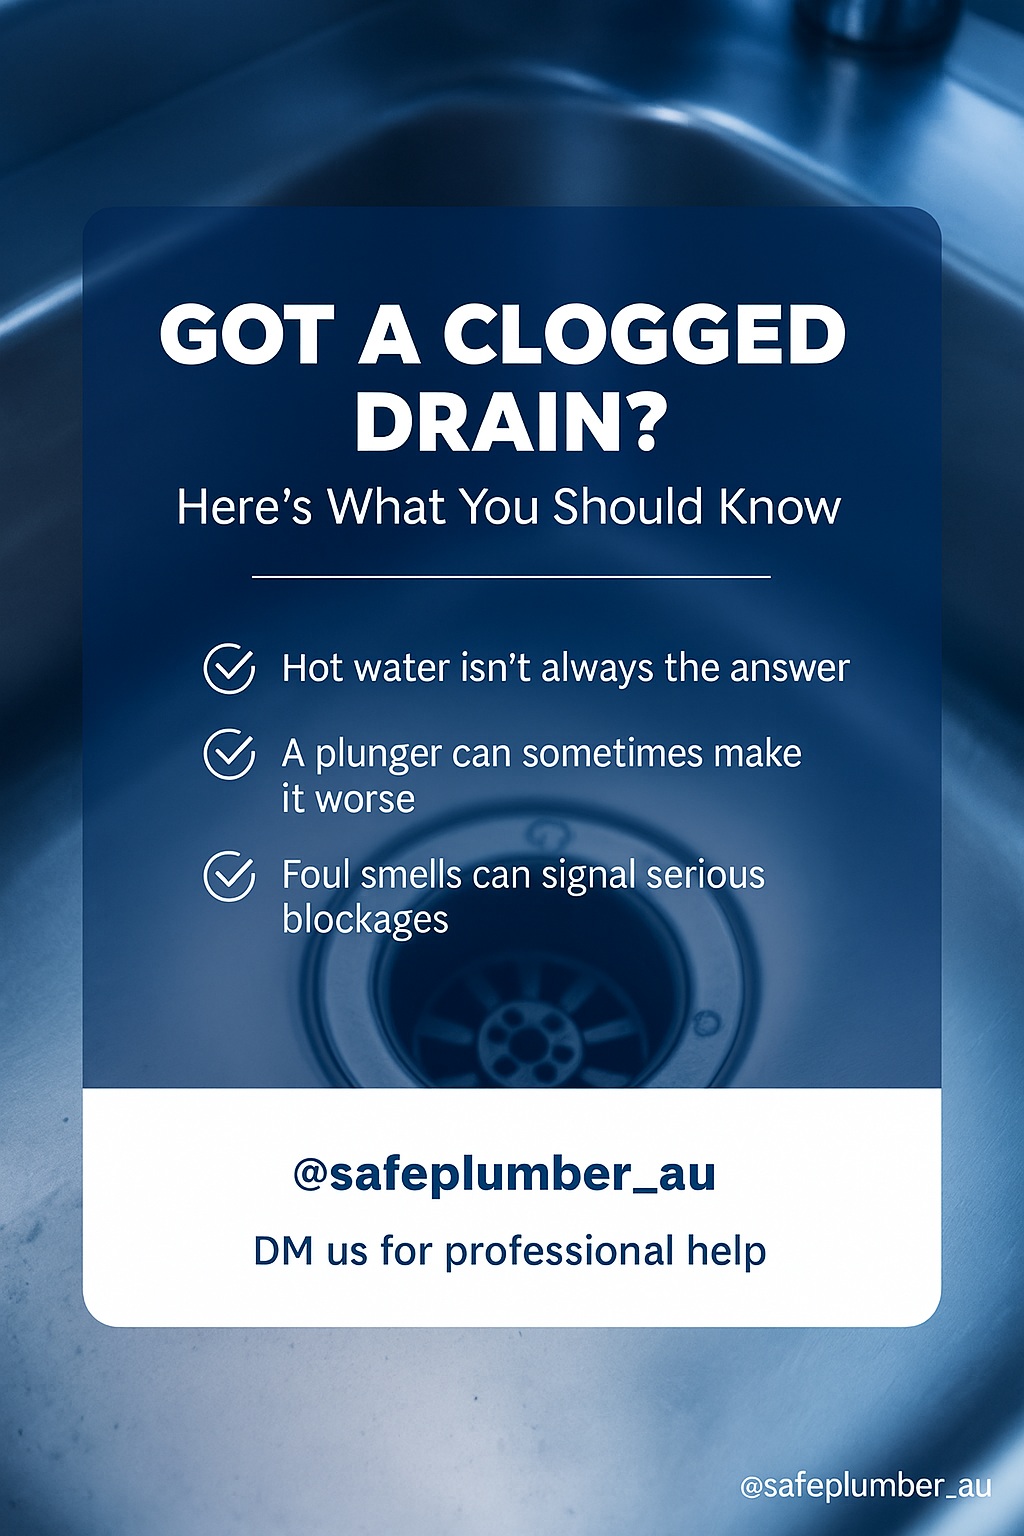 GOT A CLOGGED
DRAIN?
Here’s What You Should Know
Hot water isn’t always the answer
A plunger can sometimes make
it worse
Foul smells can signal serious
blockages
@safeplumber_au
DM us for professional help
@safeplumber_au